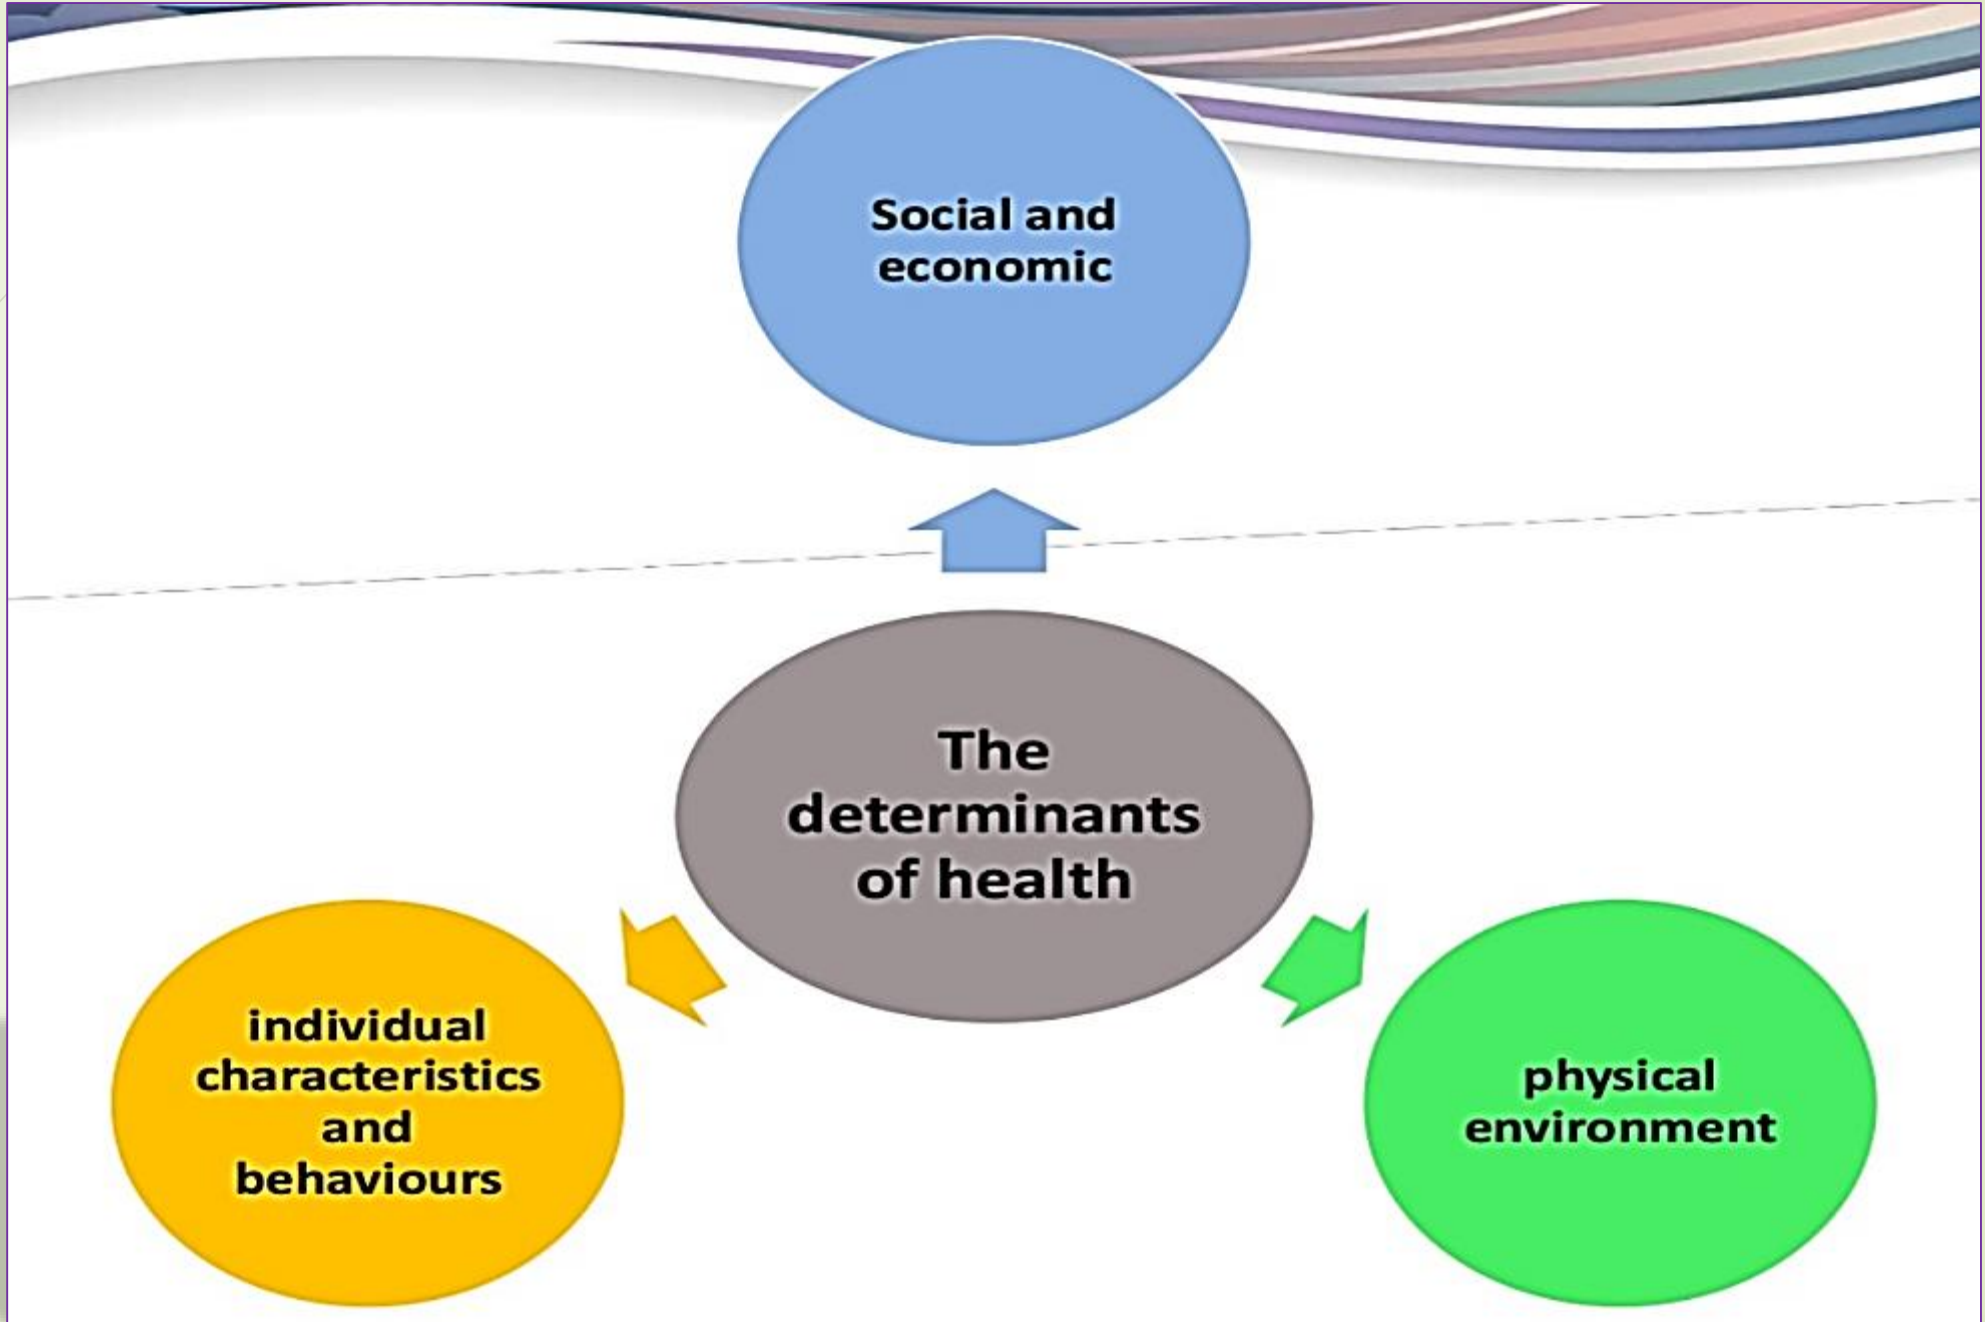 Social and
economic
The
determinants
of health
individual
characteristics
and
behaviours
physical
environment